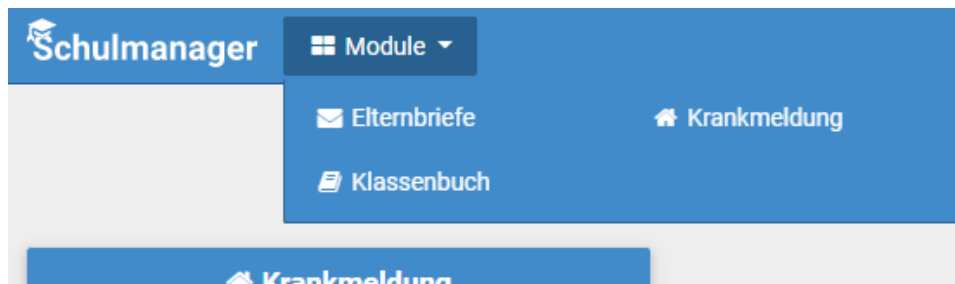 Schulmanager Module
Elternbriefe Krankmeldung
Klassenbuch
Krankmeldung